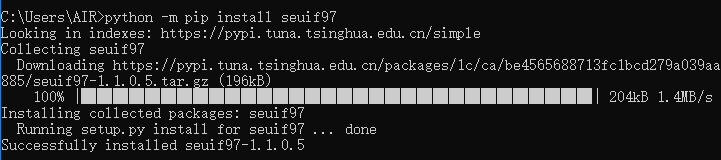 C:\Users\AIR>python -m pip install seuif97
Looking in indexes: https://pypi.tuna.tsinghua.edu.cn/simple
Collecting seuif97
  Downloading https://pypi.tuna.tsinghua.edu.cn/packages/1c/ca/be4565688713fc1bcd279a039aa
885/seuif97-1.1.0.5.tar.gz (196kB)
    100% |████████████████████████████████| 204kB 1.4MB/s
Installing collected packages: seuif97
  Running setup.py install for seuif97 ... done
Successfully installed seuif97-1.1.0.5